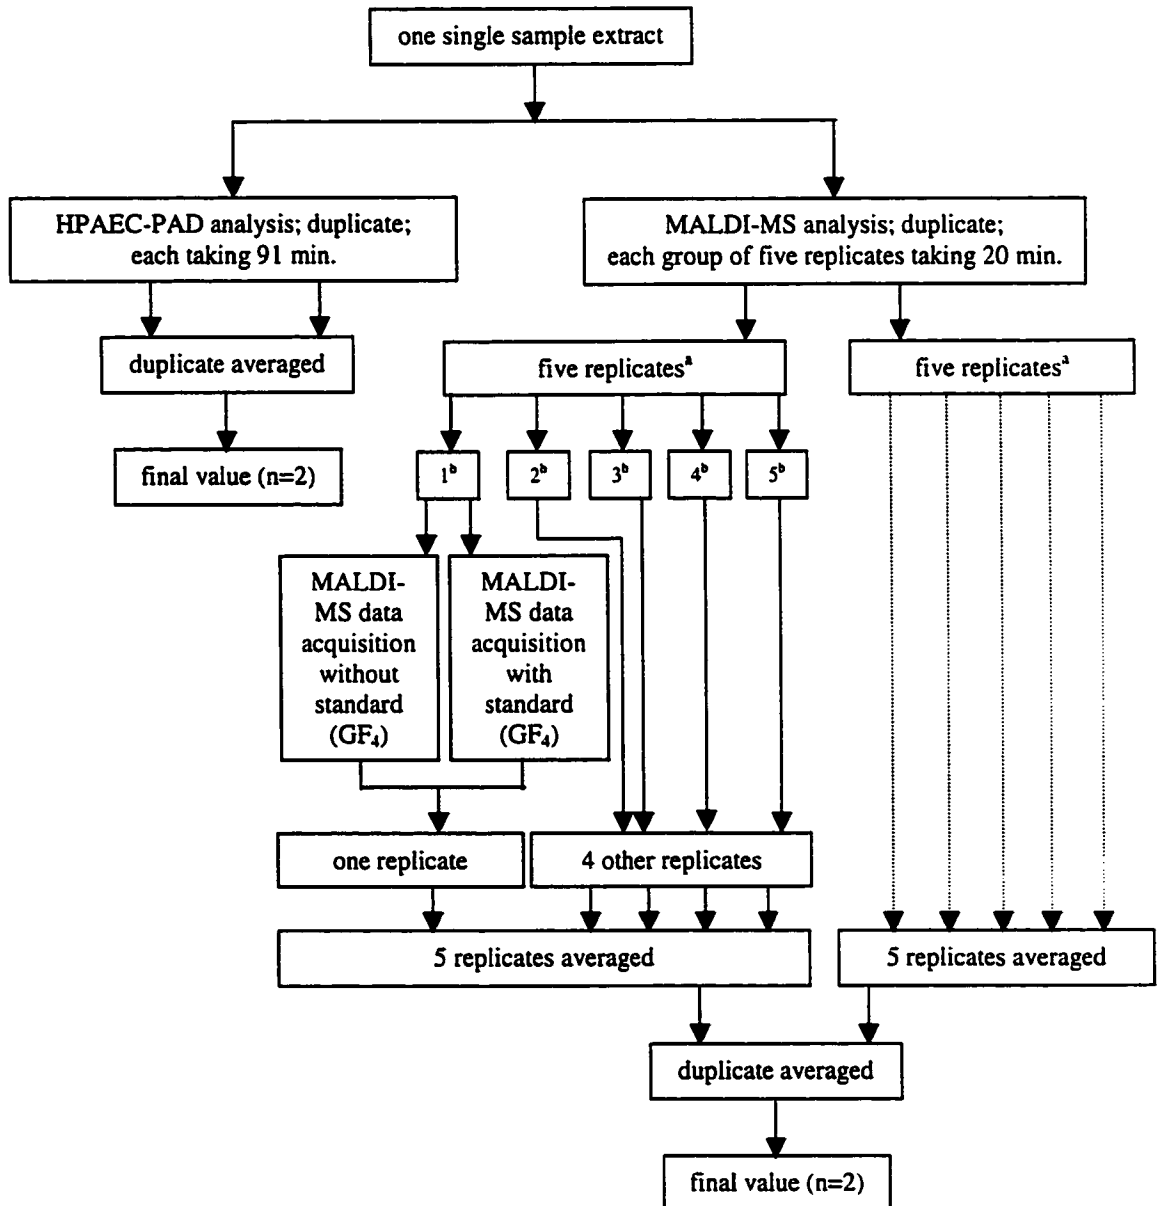 one single sample extract
HPAEC-PAD analysis; duplicate;
each taking 91 min.
MALDI-MS analysis; duplicate;
each group of five replicates taking 20 min.
duplicate averaged
five replicatesᵃ
five replicatesᵃ
final value (n=2)
1ᵇ
2ᵇ
3ᵇ
4ᵇ
5ᵇ
MALDI-
MS data
acquisition
without
standard
(GF₄)
MALDI-
MS data
acquisition
with
standard
(GF₄)
one replicate
4 other replicates
5 replicates averaged
5 replicates averaged
duplicate averaged
final value (n=2)